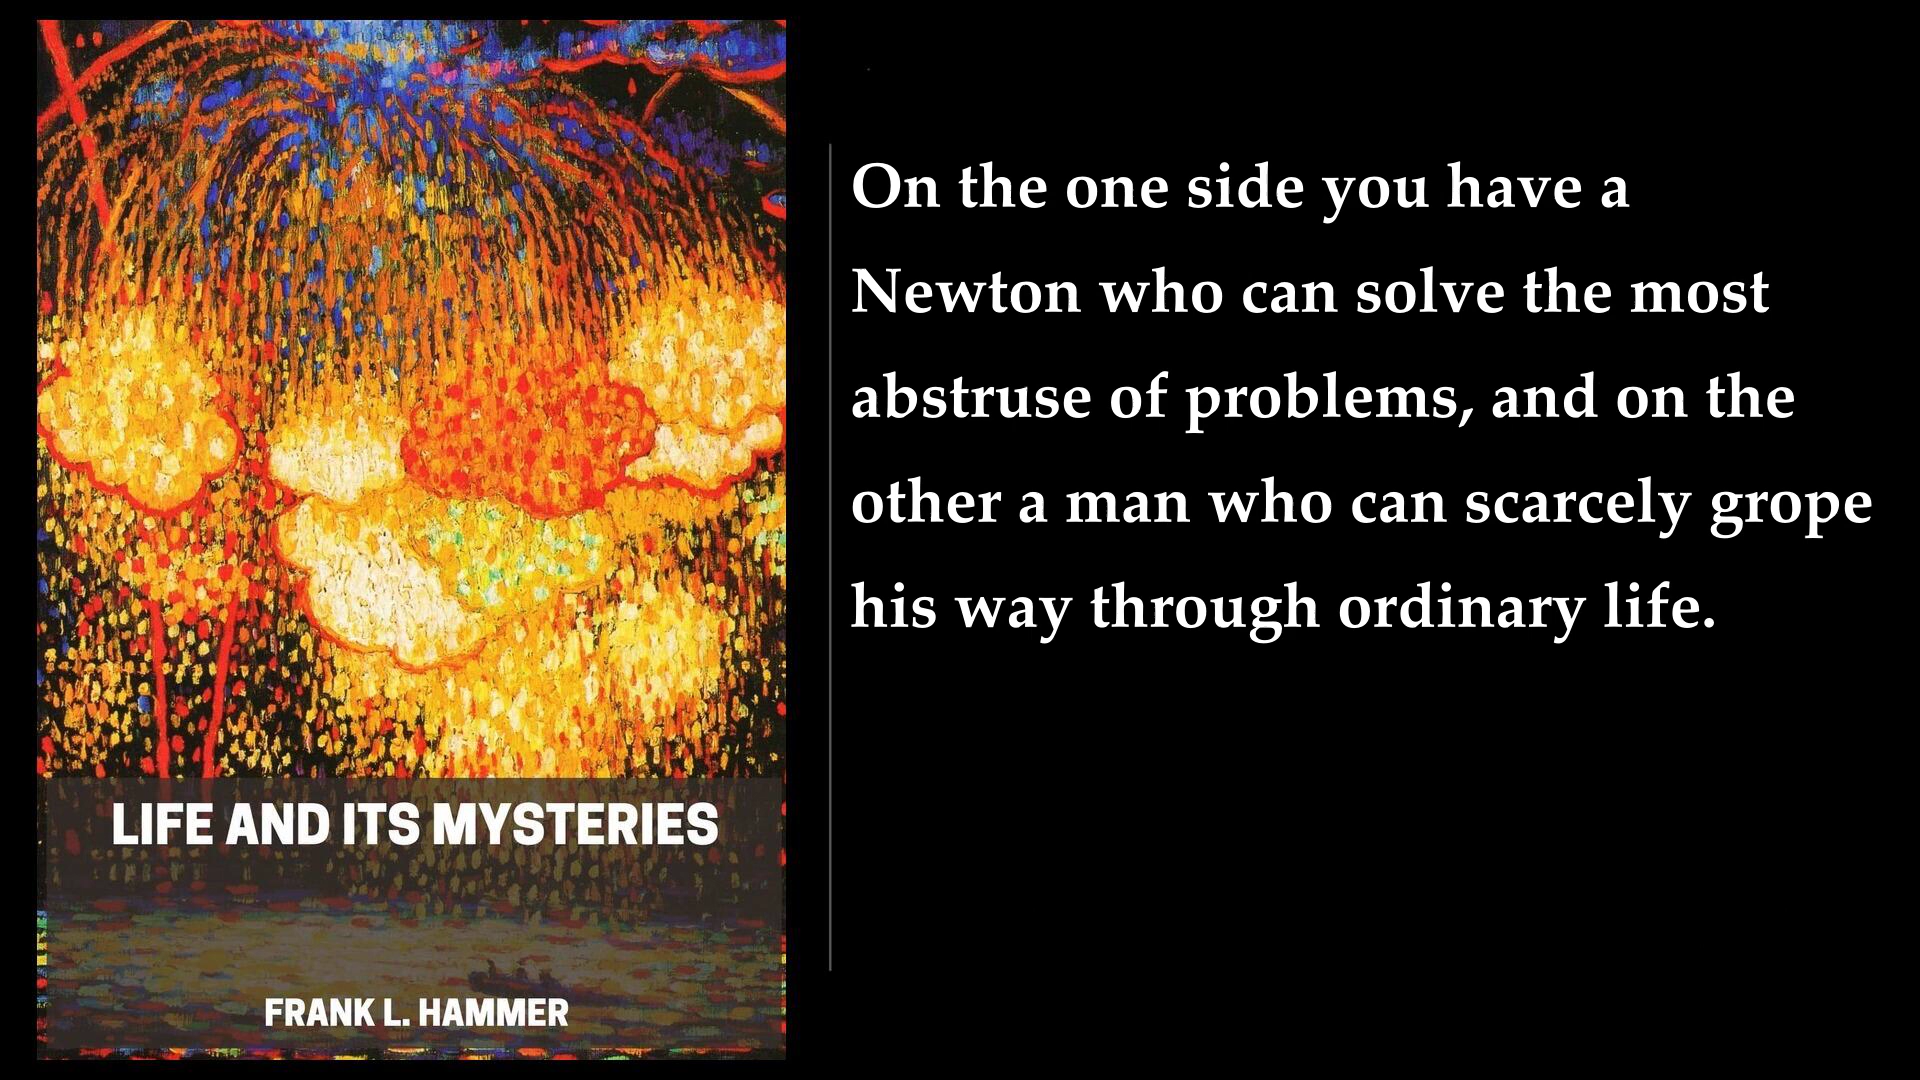 LIFE AND ITS MYSTERIES
FRANK L. HAMMER
On the one side you have a
Newton who can solve the most
abstruse of problems, and on the
other a man who can scarcely grope
his way through ordinary life.